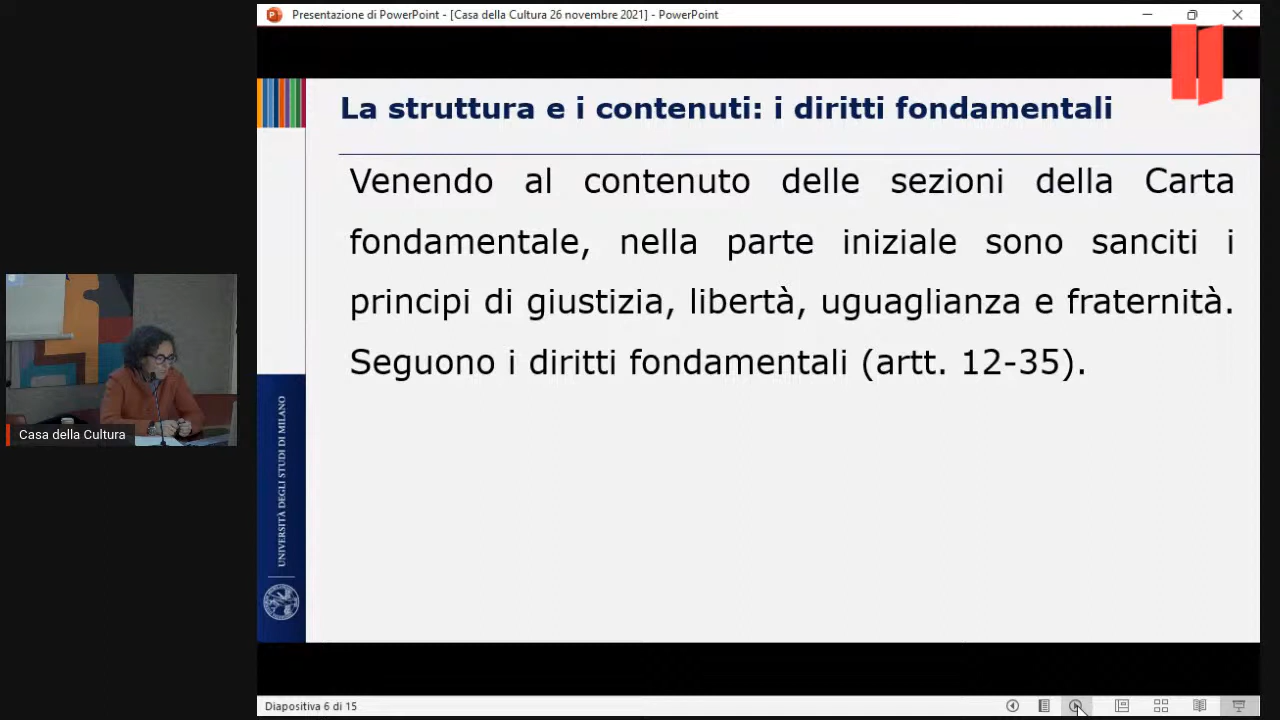 Presentazione di PowerPoint - [Casa della Cultura 26 novembre 2021] - PowerPoint
La struttura e i contenuti: i diritti fondamentali
Venendo al contenuto delle sezioni della Carta
fondamentale, nella parte iniziale sono sanciti i
principi di giustizia, libertà, uguaglianza e fraternità.
Seguono i diritti fondamentali (artt. 12-35).
UNIVERSITÀ DEGLI STUDI DI MILANO
Casa della Cultura
Diapositiva 6 di 15